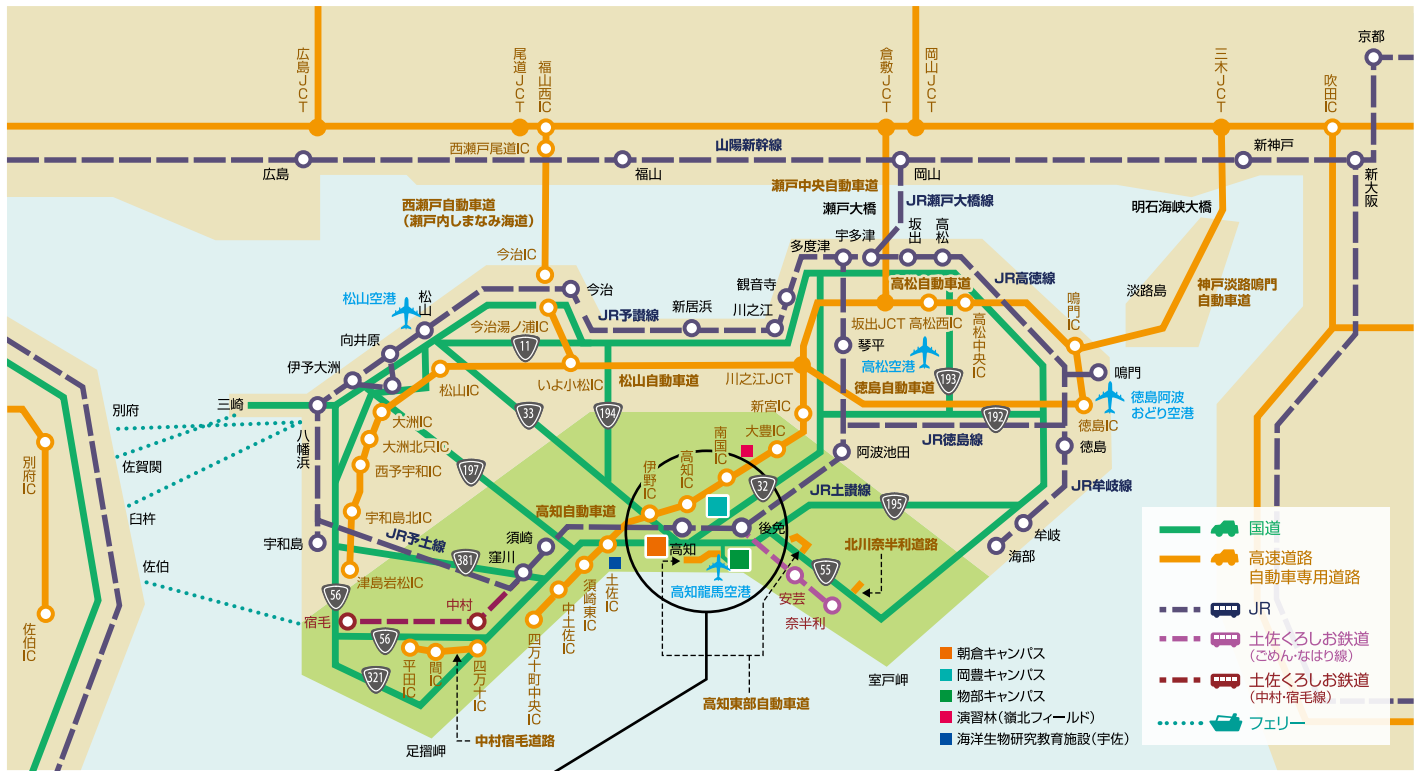 京都
広島JCT
尾道JCT
福山西IC
倉敷JCT
岡山JCT
三木JCT
吹田IC
西瀬戸尾道IC
山陽新幹線
広島
福山
岡山
新神戸
新大阪
西瀬戸自動車道
(瀬戸内しまなみ海道)
瀬戸中央自動車道
瀬戸大橋
JR瀬戸大橋線
明石海峡大橋
今治IC
多度津
宇多津
坂出
高松
JR高徳線
松山空港
松山
今治
観音寺
高松自動車道
鳴門IC
淡路島
神戸淡路鳴門
自動車道
向井原
今治湯ノ浦IC
JR予讃線
新居浜
川之江
坂出JCT
高松西IC
高松中央IC
11
琴平
高松空港
伊予大洲
松山IC
いよ小松IC
松山自動車道
川之江JCT
徳島自動車道
193
鳴門
徳島阿波
おどり空港
三崎
別府
八幡浜
大洲IC
33
194
新宮IC
192
徳島IC
大洲北只IC
南国IC
大豊IC
JR徳島線
徳島
佐賀関
西予宇和IC
197
伊野IC
高知IC
阿波池田
別府IC
32
JR土讃線
195
JR牟岐線
臼杵
宇和島北IC
高知自動車道
後免
牟岐
宇和島
JR予土線
須崎
高知
北川奈半利道路
海部
381
窪川
佐伯
津島岩松IC
土佐IC
高知龍馬空港
55
安芸
56
須崎東IC
中土佐IC
宿毛
中村
奈半利
佐伯IC
56
四万十町中央IC
平田IC
間IC
四万十IC
321
室戸岬
高知東部自動車道
中村宿毛道路
足摺岬
朝倉キャンパス
岡豊キャンパス
物部キャンパス
演習林(嶺北フィールド)
海洋生物研究教育施設(宇佐)
国道
高速道路
自動車専用道路
JR
土佐くろしお鉄道
(ごめん・なはり線)
土佐くろしお鉄道
(中村・宿毛線)
フェリー